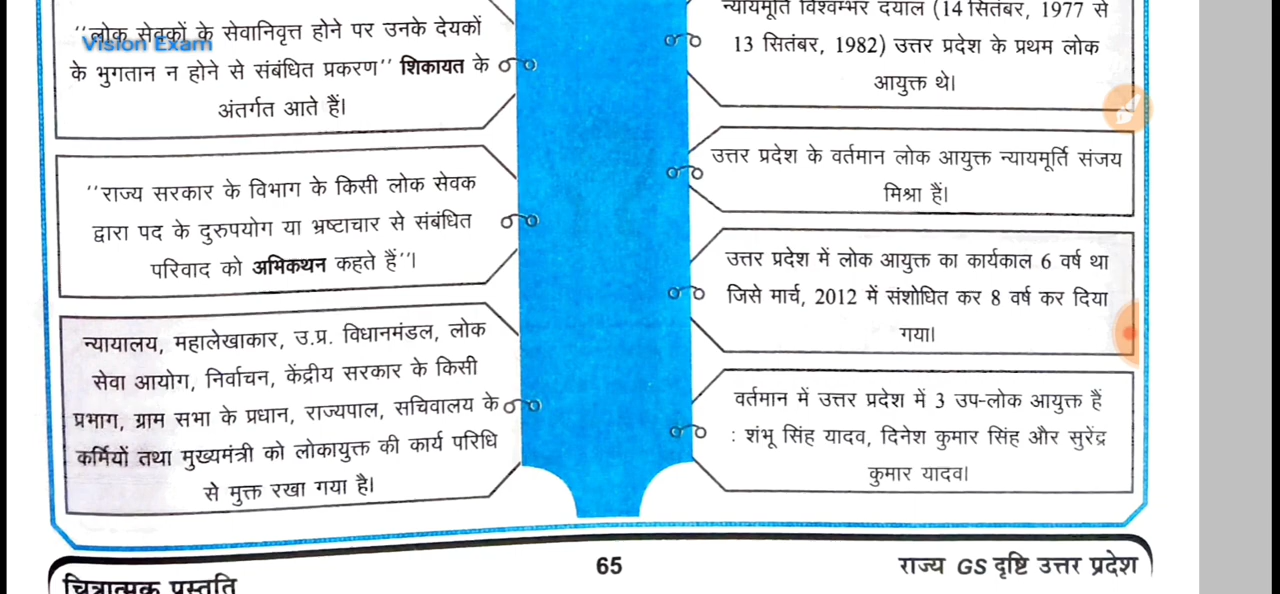 ''लोक सेवकों के सेवानिवृत्त होने पर उनके देयकों
Vision Exam
के भुगतान न होने से संबंधित प्रकरण'' शिकायत के
अंतर्गत आते हैं।
''राज्य सरकार के विभाग के किसी लोक सेवक
द्वारा पद के दुरुपयोग या भ्रष्टाचार से संबंधित
परिवाद को अभिकथन कहते हैं''।
न्यायालय, महालेखाकार, उ.प्र. विधानमंडल, लोक
सेवा आयोग, निर्वाचन, केंद्रीय सरकार के किसी
प्रभाग, ग्राम सभा के प्रधान, राज्यपाल, सचिवालय के
कर्मियों तथा मुख्यमंत्री को लोकायुक्त की कार्य परिधि
से मुक्त रखा गया है।
न्यायमूर्ति विश्वम्भर दयाल (14 सितंबर, 1977 से
13 सितंबर, 1982) उत्तर प्रदेश के प्रथम लोक
आयुक्त थे।
उत्तर प्रदेश के वर्तमान लोक आयुक्त न्यायमूर्ति संजय
मिश्रा हैं।
उत्तर प्रदेश में लोक आयुक्त का कार्यकाल 6 वर्ष था
जिसे मार्च, 2012 में संशोधित कर 8 वर्ष कर दिया
गया।
वर्तमान में उत्तर प्रदेश में 3 उप-लोक आयुक्त हैं
: शंभू सिंह यादव, दिनेश कुमार सिंह और सुरेंद्र
कुमार यादव।
65
राज्य GS दृष्टि उत्तर प्रदेश
चित्रात्मक प्रस्तुति